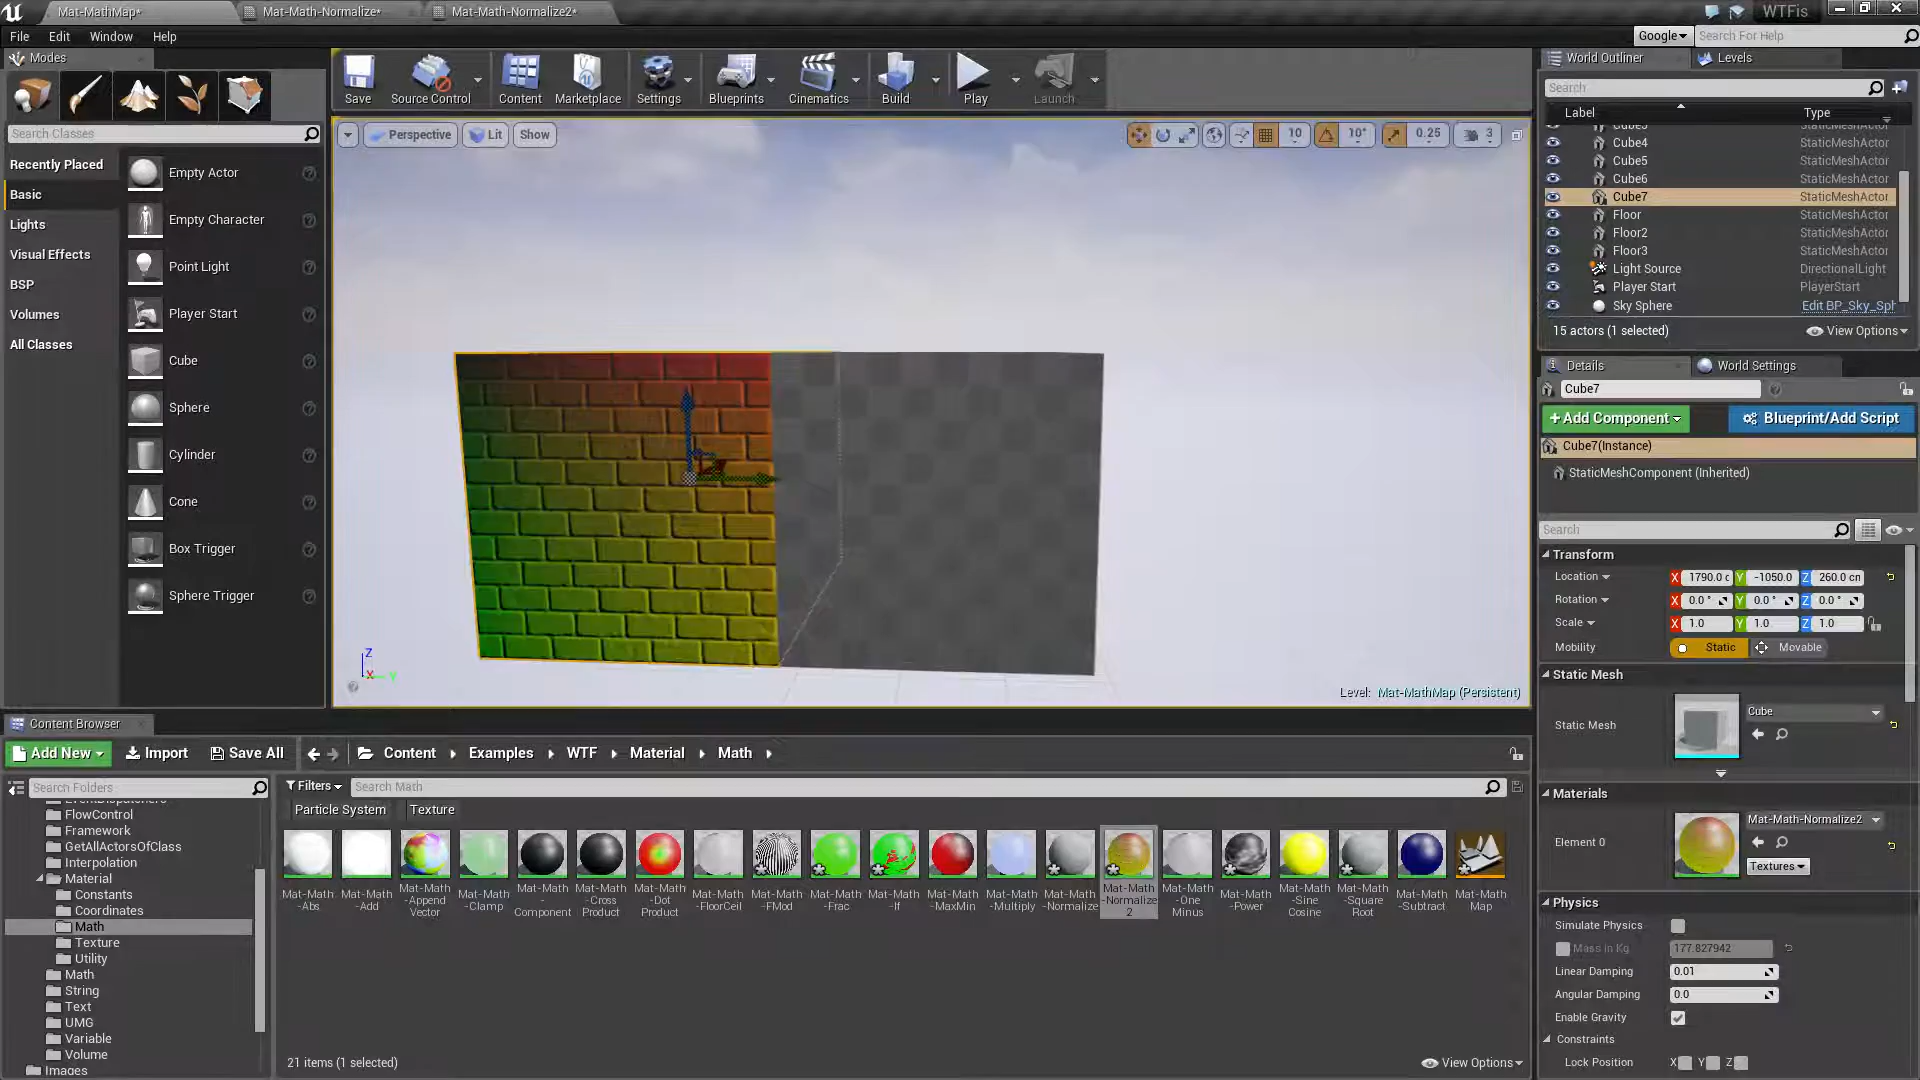 Mat-MathMap*
Mat-Math-Normalize*
Mat-Math-Normalize2*
WTFis
File
Edit
Window
Help
Google
Search For Help
Modes
Search Classes
Recently Placed
Basic
Lights
Visual Effects
BSP
Volumes
All Classes
Empty Actor
Empty Character
Point Light
Player Start
Cube
Sphere
Cylinder
Cone
Box Trigger
Sphere Trigger
Save
Source Control
Content
Marketplace
Settings
Blueprints
Cinematics
Build
Play
Launch
Perspective
Lit
Show
10
10°
0.25
3
Z
X
Y
Level: Mat-MathMap (Persistent)
World Outliner
Levels
Search
Label
Type
Cube3
StaticMeshActor
Cube4
StaticMeshActor
Cube5
StaticMeshActor
Cube6
StaticMeshActor
Cube7
StaticMeshActor
Floor
StaticMeshActor
Floor2
StaticMeshActor
Floor3
StaticMeshActor
Light Source
DirectionalLight
Player Start
PlayerStart
Sky Sphere
Edit BP_Sky_Sph
15 actors (1 selected)
View Options
Details
World Settings
Cube7
+Add Component
Blueprint/Add Script
Cube7(Instance)
StaticMeshComponent (Inherited)
Search
Transform
Location
X 1790.0 c Y -1050.0 Z 260.0 cm
Rotation
X 0.0 ° Y 0.0 ° Z 0.0 °
Scale
X 1.0 Y 1.0 Z 1.0
Mobility
Static
Movable
Static Mesh
Static Mesh
Cube
Materials
Element 0
Mat-Math-Normalize2
Textures
Physics
Simulate Physics
Mass in Kg
177.827942
Linear Damping
0.01
Angular Damping
0.0
Enable Gravity
Constraints
Lock Position
X Y Z
Content Browser
Add New
Import
Save All
Content
Examples
WTF
Material
Math
Search Folders
EventDispatchers
FlowControl
Framework
GetAllActorsOfClass
Interpolation
Material
Constants
Coordinates
Math
Texture
Utility
Math
String
Text
UMG
Variable
Volume
Images
Filters
Search Math
Particle System
Texture
Mat-Math
-Abs
Mat-Math
-Add
Mat-Math
-Append
Vector
Mat-Math
-Clamp
Mat-Math
-
Component
Mat-Math
-Cross
Product
Mat-Math
-Dot
Product
Mat-Math
-FloorCeil
Mat-Math
-FMod
Mat-Math
-Frac
Mat-Math
-If
Mat-Math
-MaxMin
Mat-Math
-Multiply
Mat-Math
-Normalize
Mat-Math
-Normalize
2
Mat-Math
-One
Minus
Mat-Math
-Power
Mat-Math
-Sine
Cosine
Mat-Math
-Square
Root
Mat-Math
-Subtract
Mat-Math
Map
21 items (1 selected)
View Options